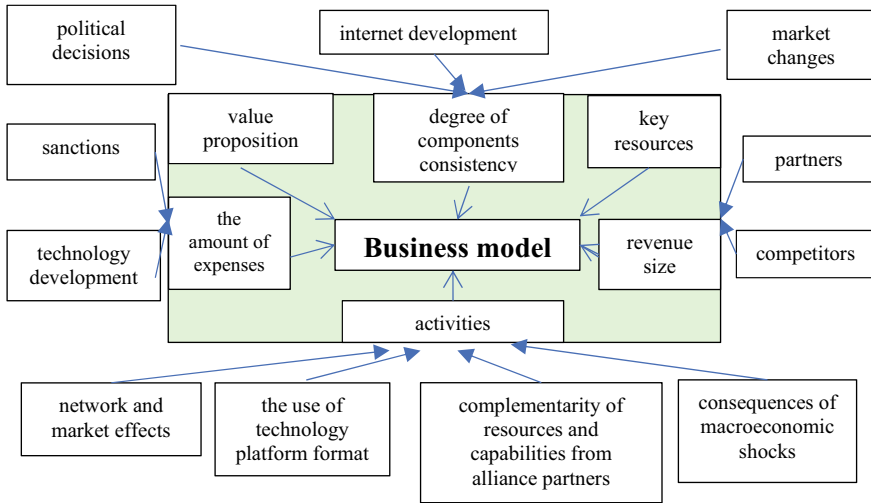 political
decisions
internet development
market
changes
value
proposition
degree of
components
consistency
key
resources
sanctions
partners
the
amount of
expenses
Business model
revenue
size
technology
development
competitors
activities
network and
market effects
the use of
technology
platform format
complementarity of
resources and
capabilities from
alliance partners
consequences of
macroeconomic
shocks